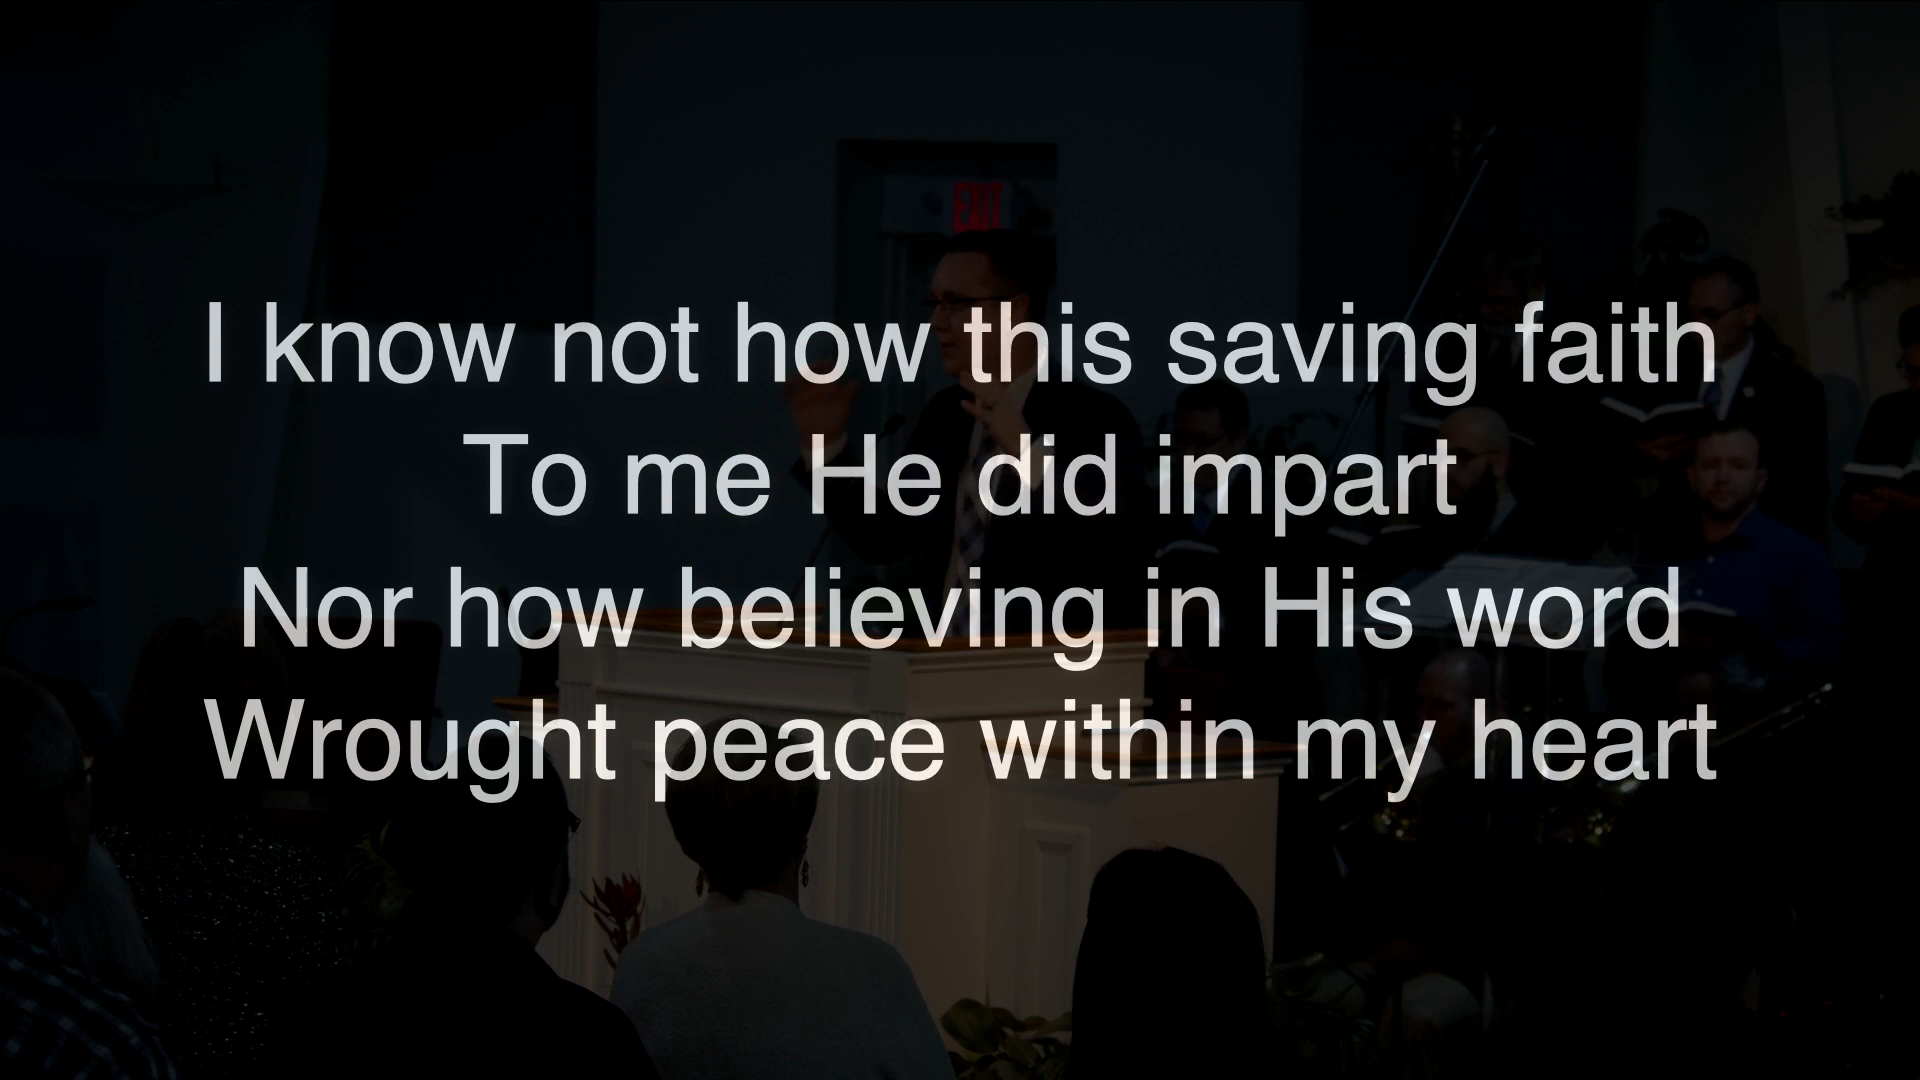 EXIT
I know not how this saving faith
To me He did impart
Nor how believing in His word
Wrought peace within my heart